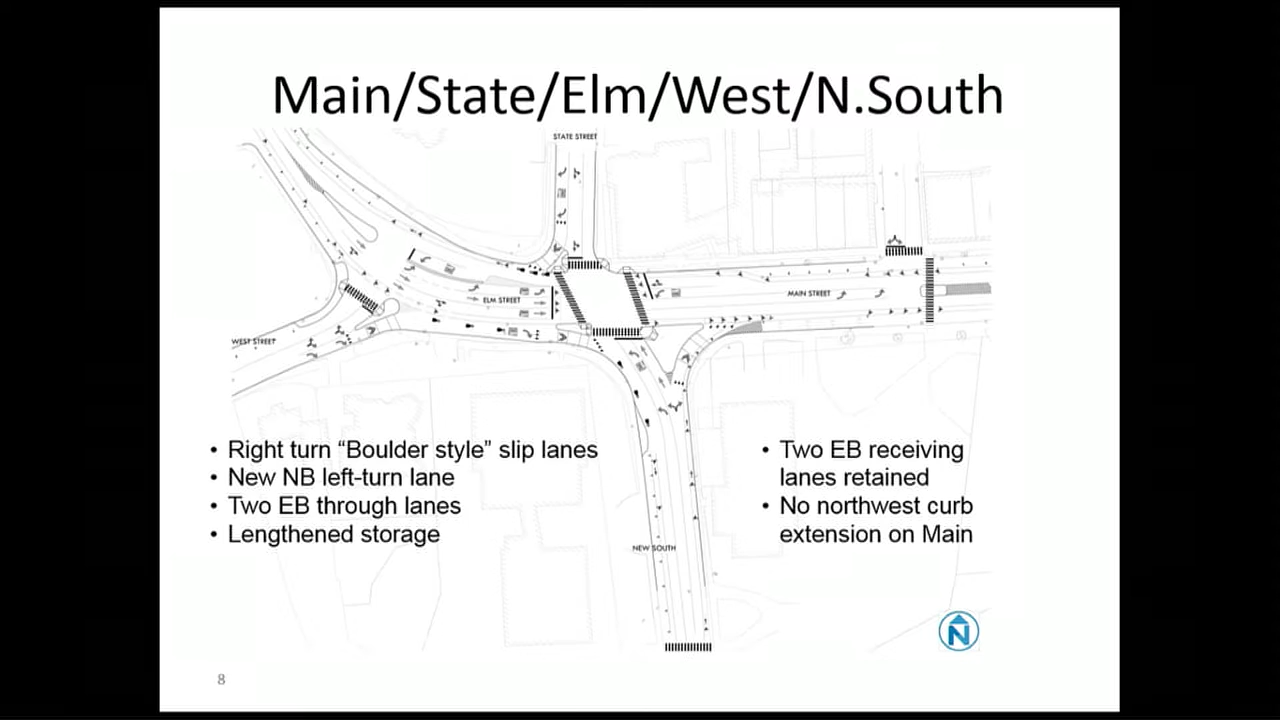 Main/State/Elm/West/N.South
STATE STREET
ELM STREET
MAIN STREET
WEST STREET
• Right turn “Boulder style” slip lanes
• New NB left-turn lane
• Two EB through lanes
• Lengthened storage
• Two EB receiving
lanes retained
• No northwest curb
extension on Main
NEW SOUTH
N
8